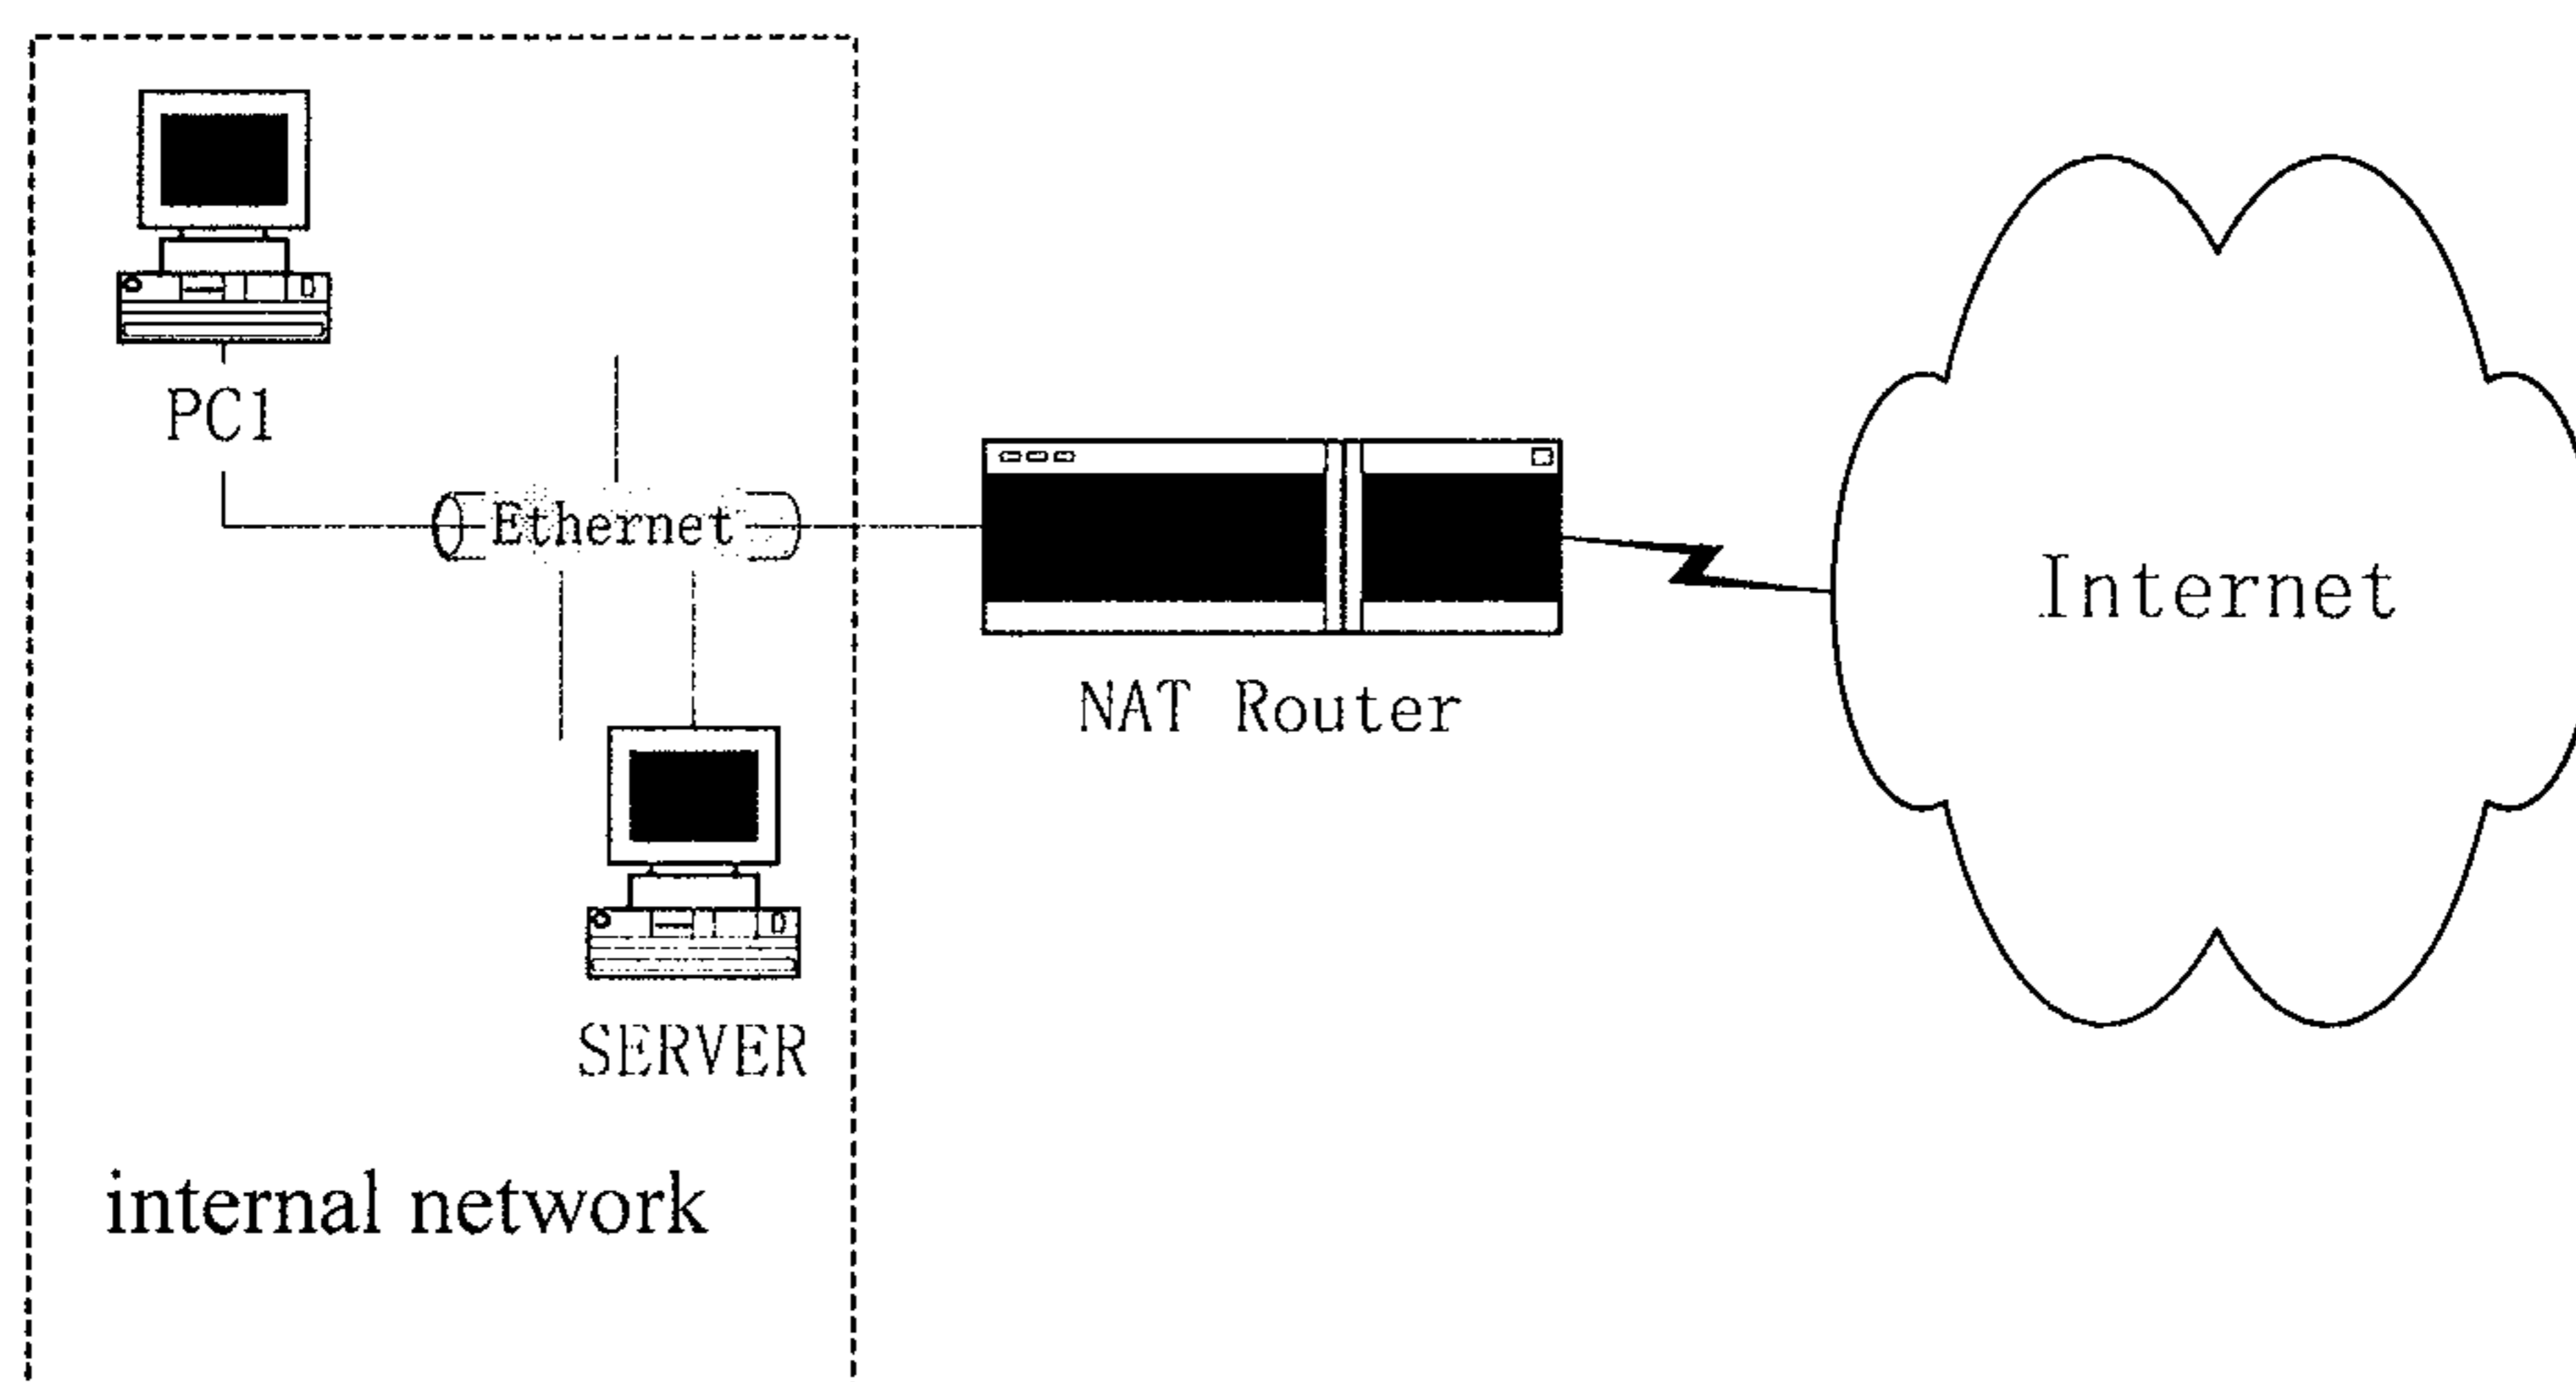 PC1
Ethernet
Internet
NAT Router
SERVER
internal network